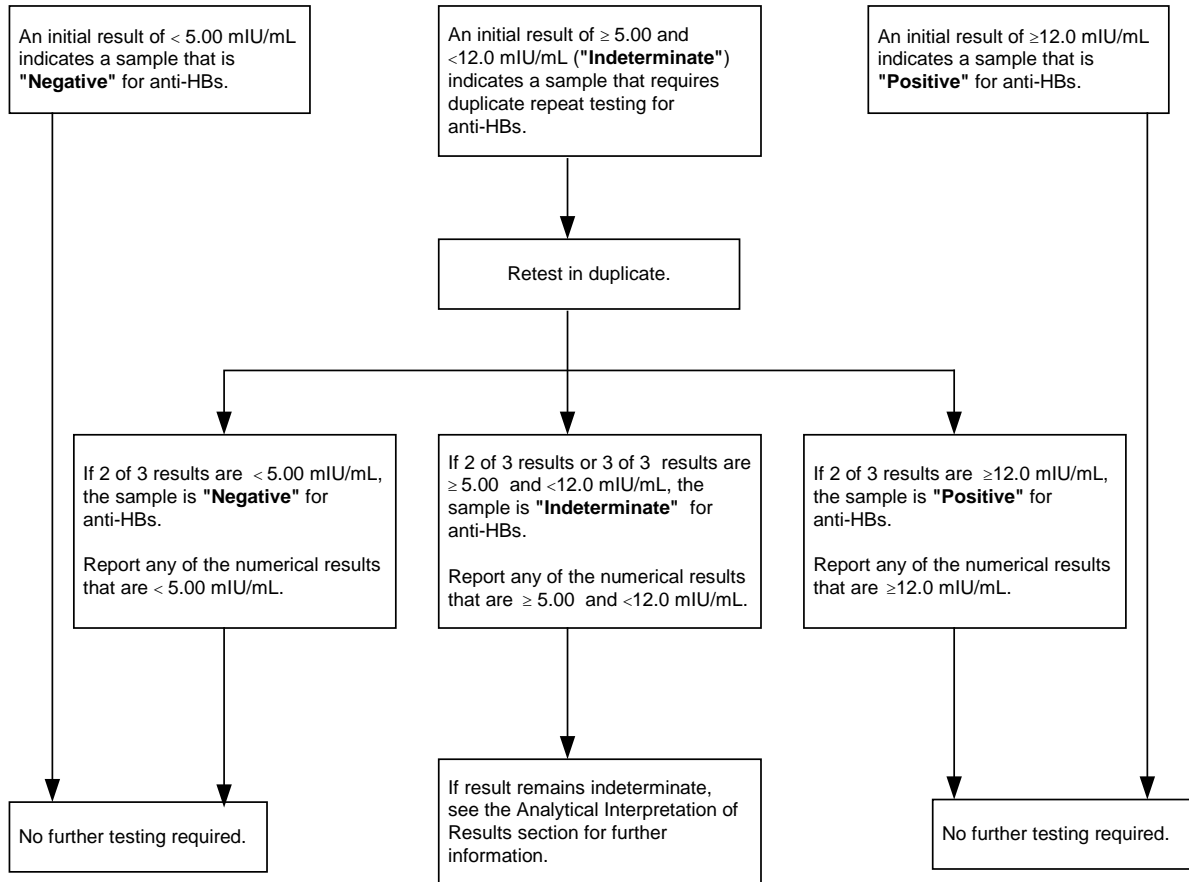 An initial result of < 5.00 mIU/mL
indicates a sample that is
"Negative" for anti-HBs.
An initial result of ≥ 5.00 and
<12.0 mIU/mL ("Indeterminate")
indicates a sample that requires
duplicate repeat testing for
anti-HBs.
An initial result of ≥12.0 mIU/mL
indicates a sample that is
"Positive" for anti-HBs.
Retest in duplicate.
If 2 of 3 results are < 5.00 mIU/mL,
the sample is "Negative" for
anti-HBs.
Report any of the numerical results
that are < 5.00 mIU/mL.
If 2 of 3 results or 3 of 3 results are
≥ 5.00 and <12.0 mIU/mL, the
sample is "Indeterminate" for
anti-HBs.
Report any of the numerical results
that are ≥ 5.00 and <12.0 mIU/mL.
If 2 of 3 results are ≥12.0 mIU/mL,
the sample is "Positive" for
anti-HBs.
Report any of the numerical results
that are ≥12.0 mIU/mL.
No further testing required.
If result remains indeterminate,
see the Analytical Interpretation of
Results section for further
information.
No further testing required.